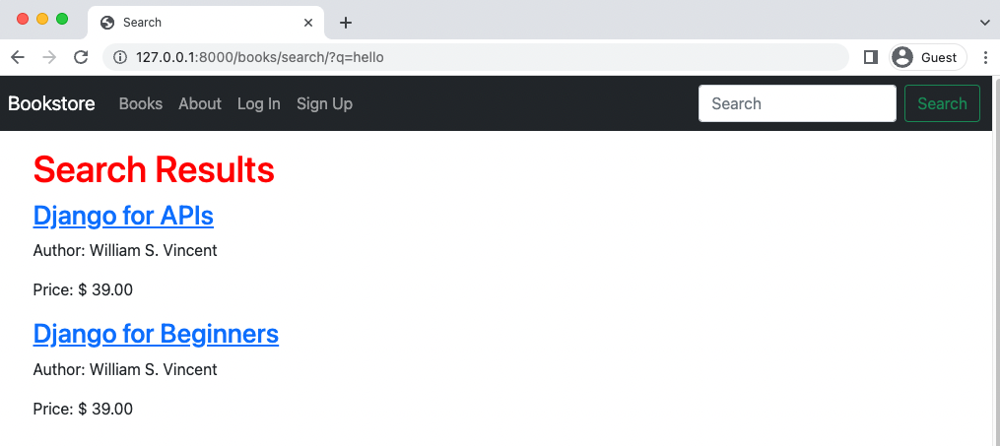 Search
127.0.0.1:8000/books/search/?q=hello
Guest
Bookstore Books About Log In Sign Up Search Search
Search Results
Django for APIs
Author: William S. Vincent
Price: $ 39.00
Django for Beginners
Author: William S. Vincent
Price: $ 39.00